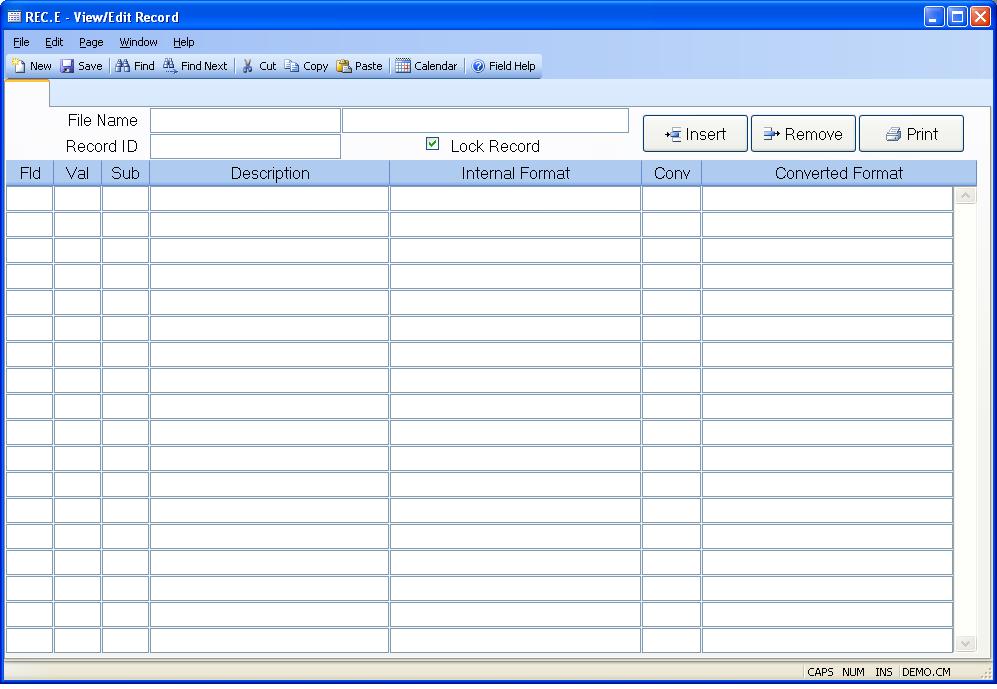 REC.E - View/Edit Record
File Edit Page Window Help
New Save Find Find Next Cut Copy Paste Calendar Field Help
File Name
Insert Remove Print
Record ID Lock Record
Fld Val Sub Description Internal Format Conv Converted Format
CAPS NUM INS DEMO.CM